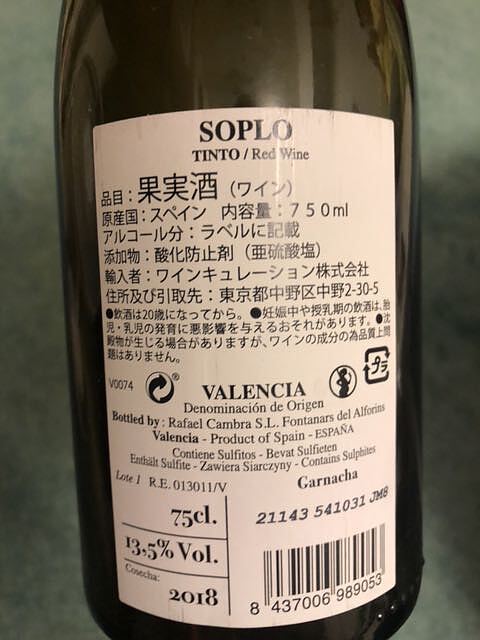 SOPLO
TINTO / Red Wine
品目：果実酒（ワイン）
原産国：スペイン　内容量：７５０ml
アルコール分：ラベルに記載
添加物：酸化防止剤（亜硫酸塩）
輸入者：ワインキュレーション株式会社
住所及び引取先：東京都中野区中野2-30-5
●飲酒は20歳になってから。●妊娠中や授乳期の飲酒は、胎
児・乳児の発育に悪影響を与えるおそれがあります。●沈
殿物が生じる場合がありますが、ワインの成分の為品質上問
題はありません。
V0074
プラ
VALENCIA
Denominación de Origen
Bottled by: Rafael Cambra S.L. Fontanars del Alforins
Valencia - Product of Spain - ESPAÑA
Contiene Sulfitos - Bevat Sulfieten
Enthält Sulfite - Zawiera Siarczyny - Contains Sulphites
Lote 1 R.E. 013011/V
Garnacha
75cl.
21143 541031 JM8
13,5% Vol.
Cosecha:
2018
8 437006 989053